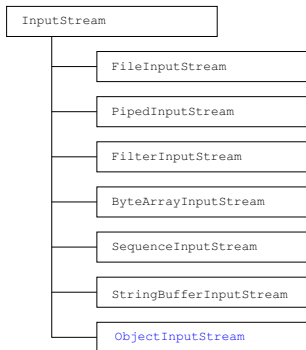 InputStream
FileInputStream
PipedInputStream
FilterInputStream
ByteArrayInputStream
SequenceInputStream
StringBufferInputStream
ObjectInputStream